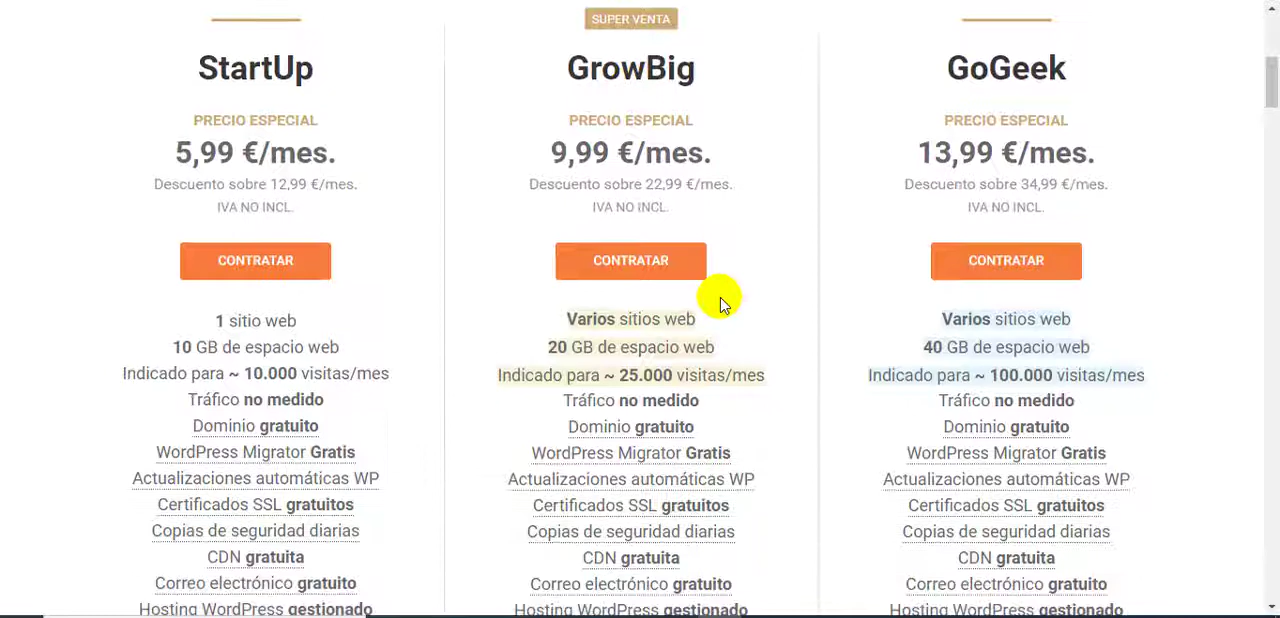 StartUp
PRECIO ESPECIAL
5,99 €/mes.
Descuento sobre 12,99 €/mes.
IVA NO INCL.
CONTRATAR
1 sitio web
10 GB de espacio web
Indicado para ~ 10.000 visitas/mes
Tráfico no medido
Dominio gratuito
WordPress Migrator Gratis
Actualizaciones automáticas WP
Certificados SSL gratuitos
Copias de seguridad diarias
CDN gratuita
Correo electrónico gratuito
Hosting WordPress gestionado
SUPER VENTA
GrowBig
PRECIO ESPECIAL
9,99 €/mes.
Descuento sobre 22,99 €/mes.
IVA NO INCL.
CONTRATAR
Varios sitios web
20 GB de espacio web
Indicado para ~ 25.000 visitas/mes
Tráfico no medido
Dominio gratuito
WordPress Migrator Gratis
Actualizaciones automáticas WP
Certificados SSL gratuitos
Copias de seguridad diarias
CDN gratuita
Correo electrónico gratuito
Hosting WordPress gestionado
GoGeek
PRECIO ESPECIAL
13,99 €/mes.
Descuento sobre 34,99 €/mes.
IVA NO INCL.
CONTRATAR
Varios sitios web
40 GB de espacio web
Indicado para ~ 100.000 visitas/mes
Tráfico no medido
Dominio gratuito
WordPress Migrator Gratis
Actualizaciones automáticas WP
Certificados SSL gratuitos
Copias de seguridad diarias
CDN gratuita
Correo electrónico gratuito
Hosting WordPress gestionado